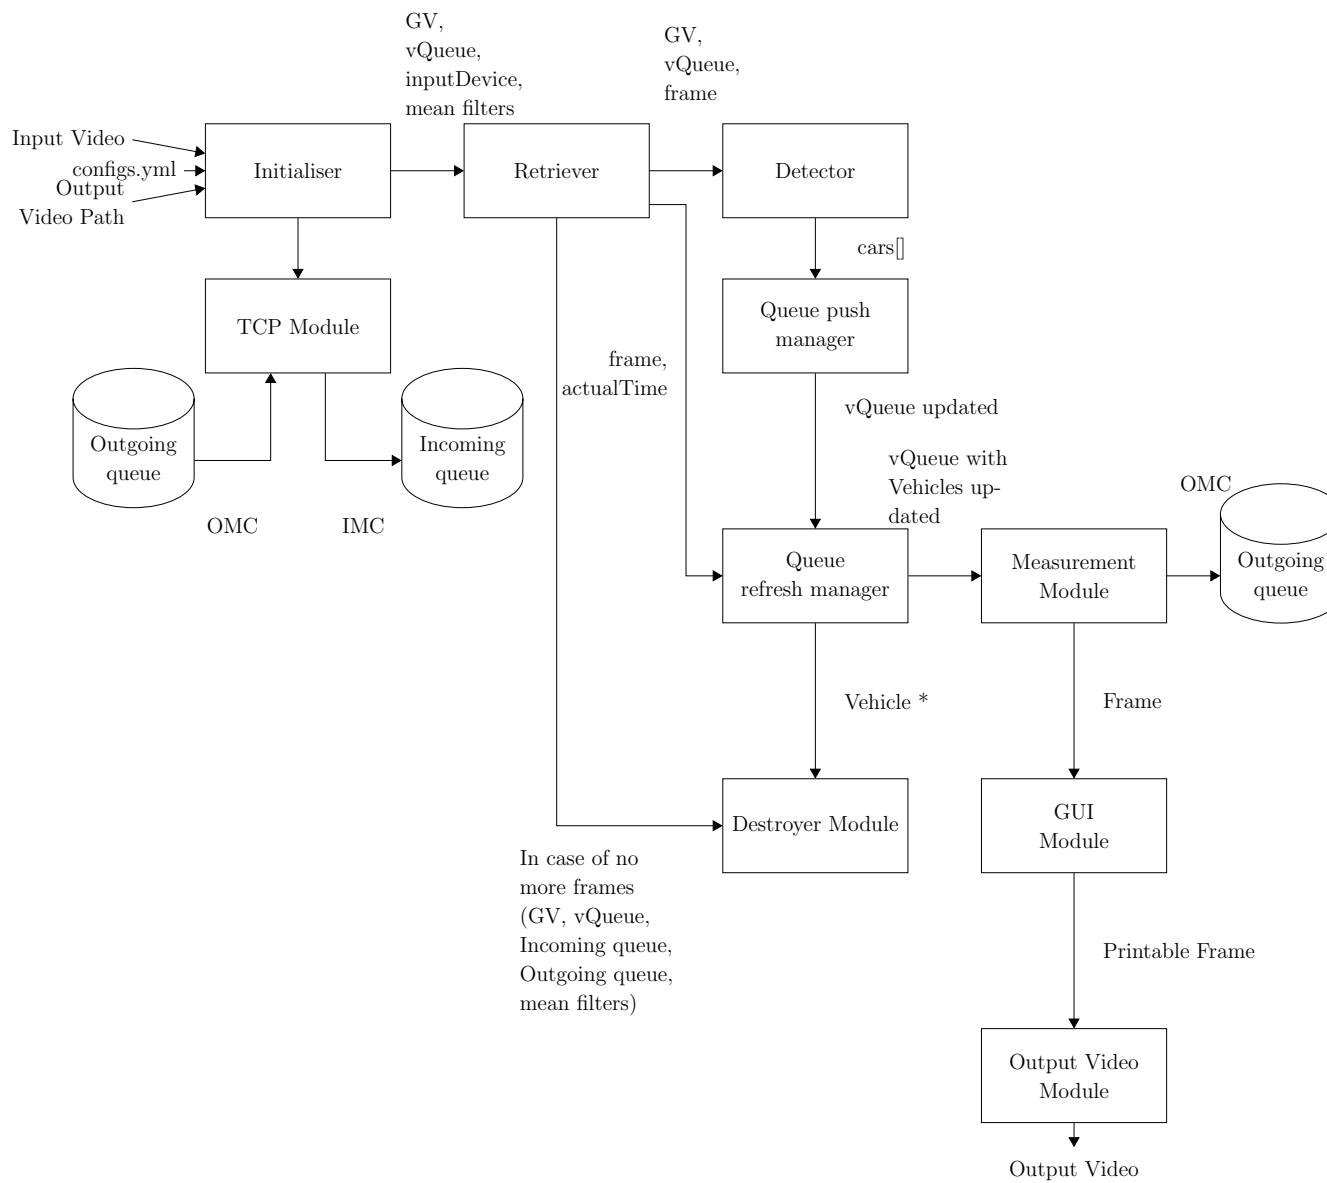 GV,
vQueue,
inputDevice,
mean filters
GV,
vQueue,
frame
Input Video
configs.yml
Output
Video Path
Initialiser
Retriever
Detector
cars[]
TCP Module
Queue push
manager
frame,
actualTime
vQueue updated
Outgoing
queue
Incoming
queue
OMC
IMC
vQueue with
Vehicles up-
dated
OMC
Queue
refresh manager
Measurement
Module
Outgoing
queue
Vehicle *
Frame
Destroyer Module
GUI
Module
In case of no
more frames
(GV, vQueue,
Incoming queue,
Outgoing queue,
mean filters)
Printable Frame
Output Video
Module
Output Video